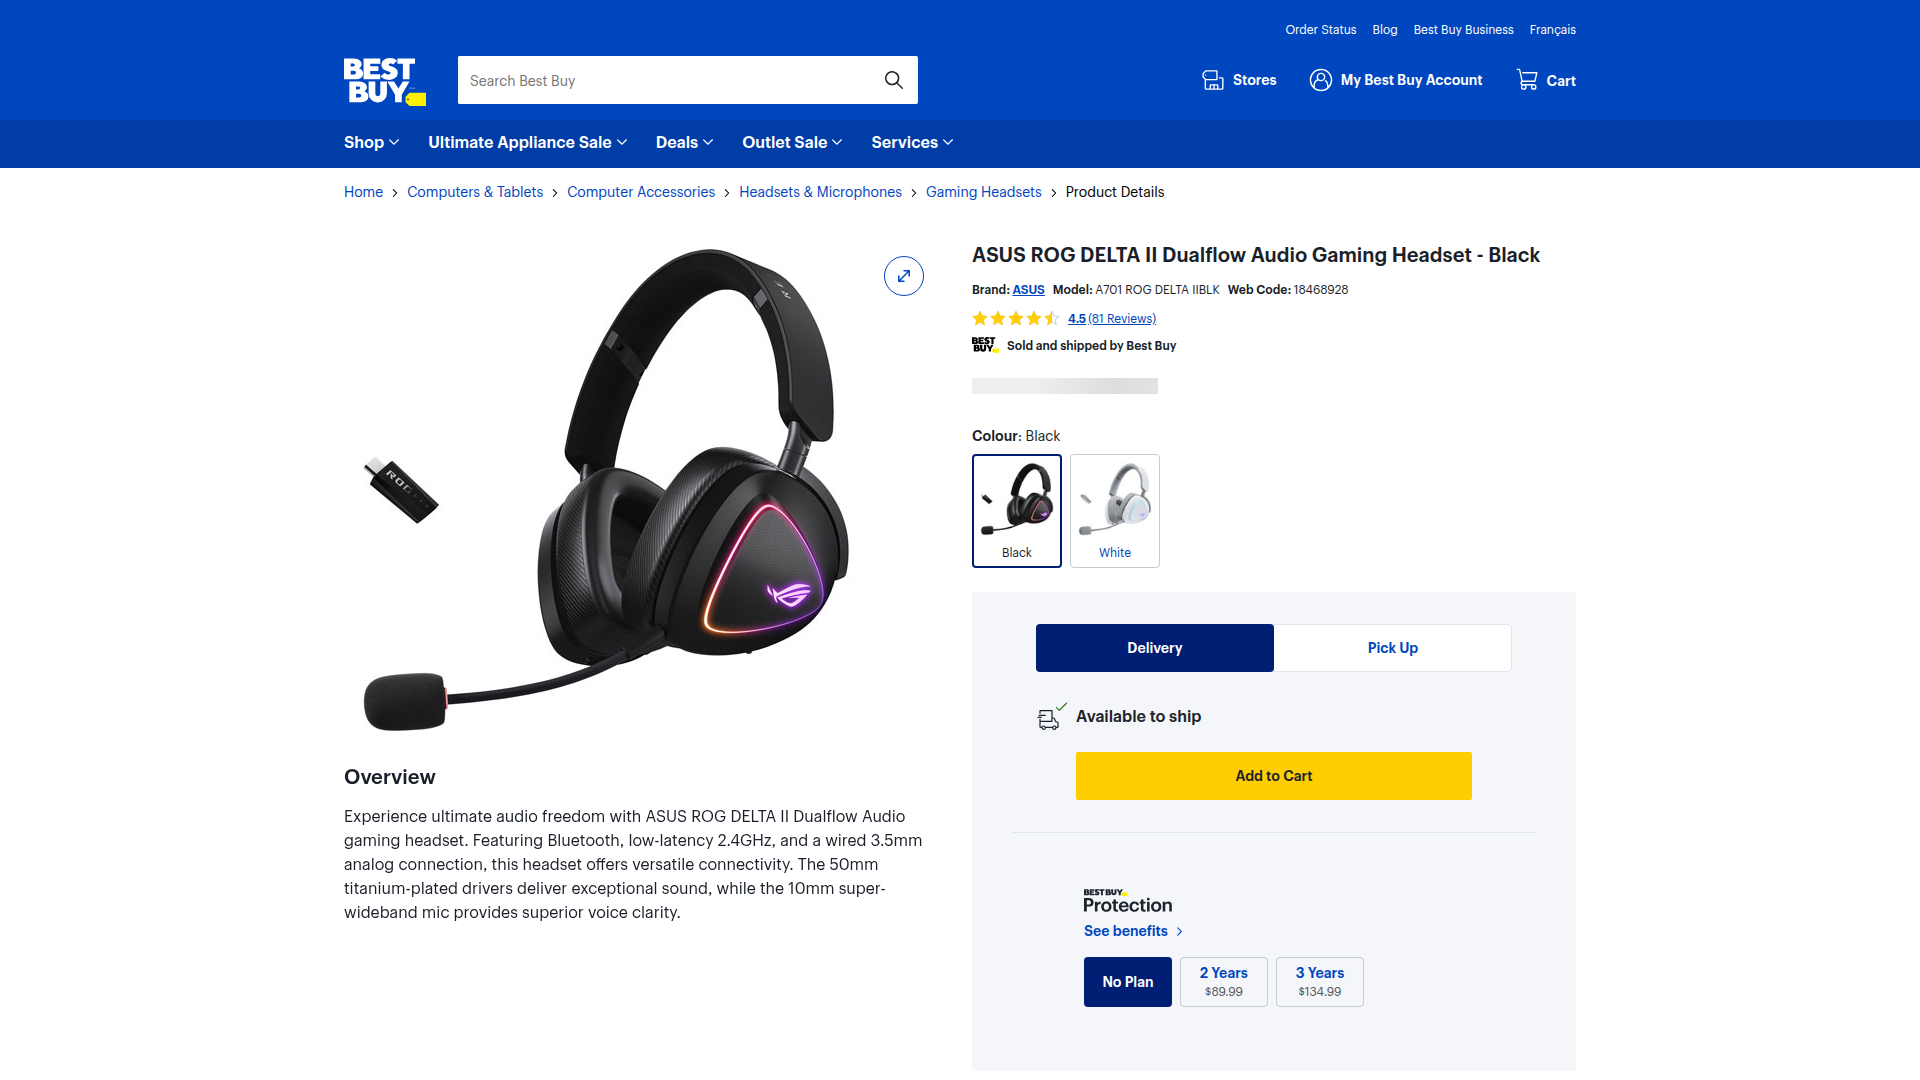 Order Status Blog Best Buy Business Français
BEST BUY
Search Best Buy
Stores My Best Buy Account Cart
Shop Ultimate Appliance Sale Deals Outlet Sale Services
Home Computers & Tablets Computer Accessories Headsets & Microphones Gaming Headsets Product Details
ROG
ASUS ROG DELTA II Dualflow Audio Gaming Headset - Black
Brand: ASUS Model: A701 ROG DELTA IIBLK Web Code: 18468928
4.5 (81 Reviews)
BEST BUY Sold and shipped by Best Buy
Colour: Black
Black White
Delivery Pick Up
Available to ship
Add to Cart
BEST BUY
Protection
See benefits
No Plan
2 Years
$89.99
3 Years
$134.99
Overview
Experience ultimate audio freedom with ASUS ROG DELTA II Dualflow Audio
gaming headset. Featuring Bluetooth, low-latency 2.4GHz, and a wired 3.5mm
analog connection, this headset offers versatile connectivity. The 50mm
titanium-plated drivers deliver exceptional sound, while the 10mm super-
wideband mic provides superior voice clarity.